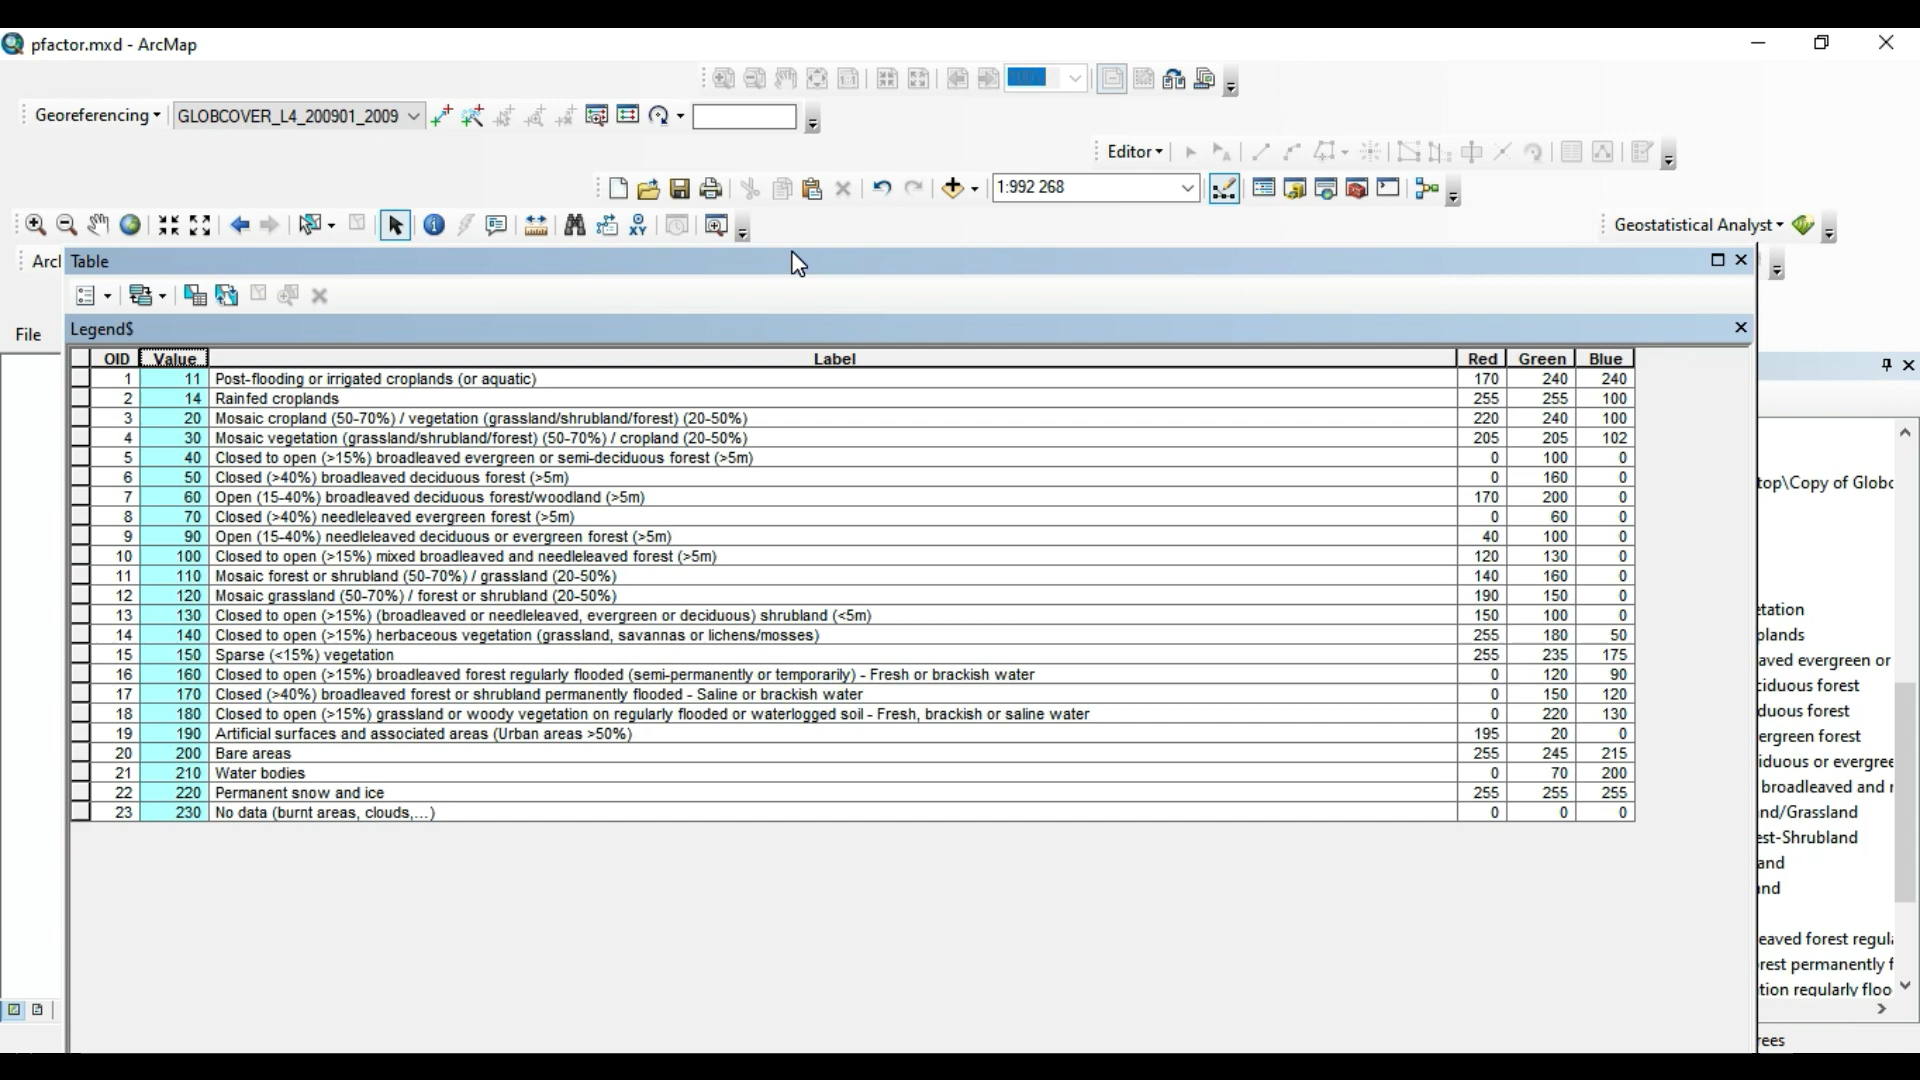 pfactor.mxd - ArcMap
Georeferencing
GLOBCOVER_L4_200901_2009
Editor
1:992 268
Geostatistical Analyst
Arcl
Table
File
Legend$
OID Value Label Red Green Blue
1 11 Post-flooding or irrigated croplands (or aquatic) 170 240 240
2 14 Rainfed croplands 255 255 100
3 20 Mosaic cropland (50-70%) / vegetation (grassland/shrubland/forest) (20-50%) 220 240 100
4 30 Mosaic vegetation (grassland/shrubland/forest) (50-70%) / cropland (20-50%) 205 205 102
5 40 Closed to open (>15%) broadleaved evergreen or semi-deciduous forest (>5m) 0 100 0
6 50 Closed (>40%) broadleaved deciduous forest (>5m) 0 160 0
7 60 Open (15-40%) broadleaved deciduous forest/woodland (>5m) 170 200 0
8 70 Closed (>40%) needleleaved evergreen forest (>5m) 0 60 0
9 90 Open (15-40%) needleleaved deciduous or evergreen forest (>5m) 40 100 0
10 100 Closed to open (>15%) mixed broadleaved and needleleaved forest (>5m) 120 130 0
11 110 Mosaic forest or shrubland (50-70%) / grassland (20-50%) 140 160 0
12 120 Mosaic grassland (50-70%) / forest or shrubland (20-50%) 190 150 0
13 130 Closed to open (>15%) (broadleaved or needleleaved, evergreen or deciduous) shrubland (<5m) 150 100 0
14 140 Closed to open (>15%) herbaceous vegetation (grassland, savannas or lichens/mosses) 255 180 50
15 150 Sparse (<15%) vegetation 255 235 175
16 160 Closed to open (>15%) broadleaved forest regularly flooded (semi-permanently or temporarily) - Fresh or brackish water 0 120 90
17 170 Closed (>40%) broadleaved forest or shrubland permanently flooded - Saline or brackish water 0 150 120
18 180 Closed to open (>15%) grassland or woody vegetation on regularly flooded or waterlogged soil - Fresh, brackish or saline water 0 220 130
19 190 Artificial surfaces and associated areas (Urban areas >50%) 195 20 0
20 200 Bare areas 255 245 215
21 210 Water bodies 0 70 200
22 220 Permanent snow and ice 255 255 255
23 230 No data (burnt areas, clouds,...) 0 0 0
top\Copy of Globc
etation
plands
aved evergreen or
ciduous forest
duous forest
ergreen forest
iduous or evergree
broadleaved and r
nd/Grassland
est-Shrubland
and
nd
eaved forest regula
rest permanently f
tion regularly floo
rees